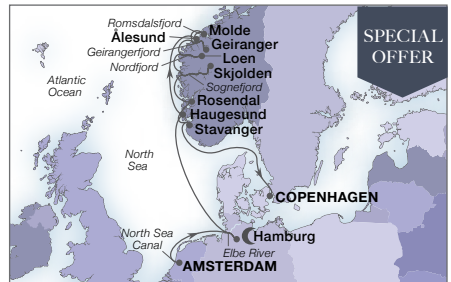 Romsdalsfjord
Molde
Ålesund
Geiranger
Geirangerfjord
Loen
Nordfjord
Skjolden
Sognefjord
Atlantic
Ocean
SPECIAL
OFFER
Rosendal
Haugesund
Stavanger
North
Sea
COPENHAGEN
North Sea
Canal
Hamburg
Elbe River
AMSTERDAM